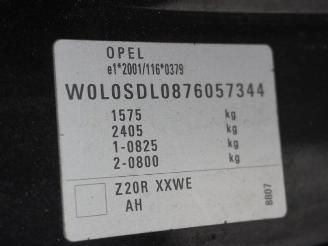 OPEL
e1*2001/116*0379
W0L0SDL0876057344
1575 kg
2405 kg
1-0825 kg
2-0800 kg
Z20R XXWE
AH
BB07